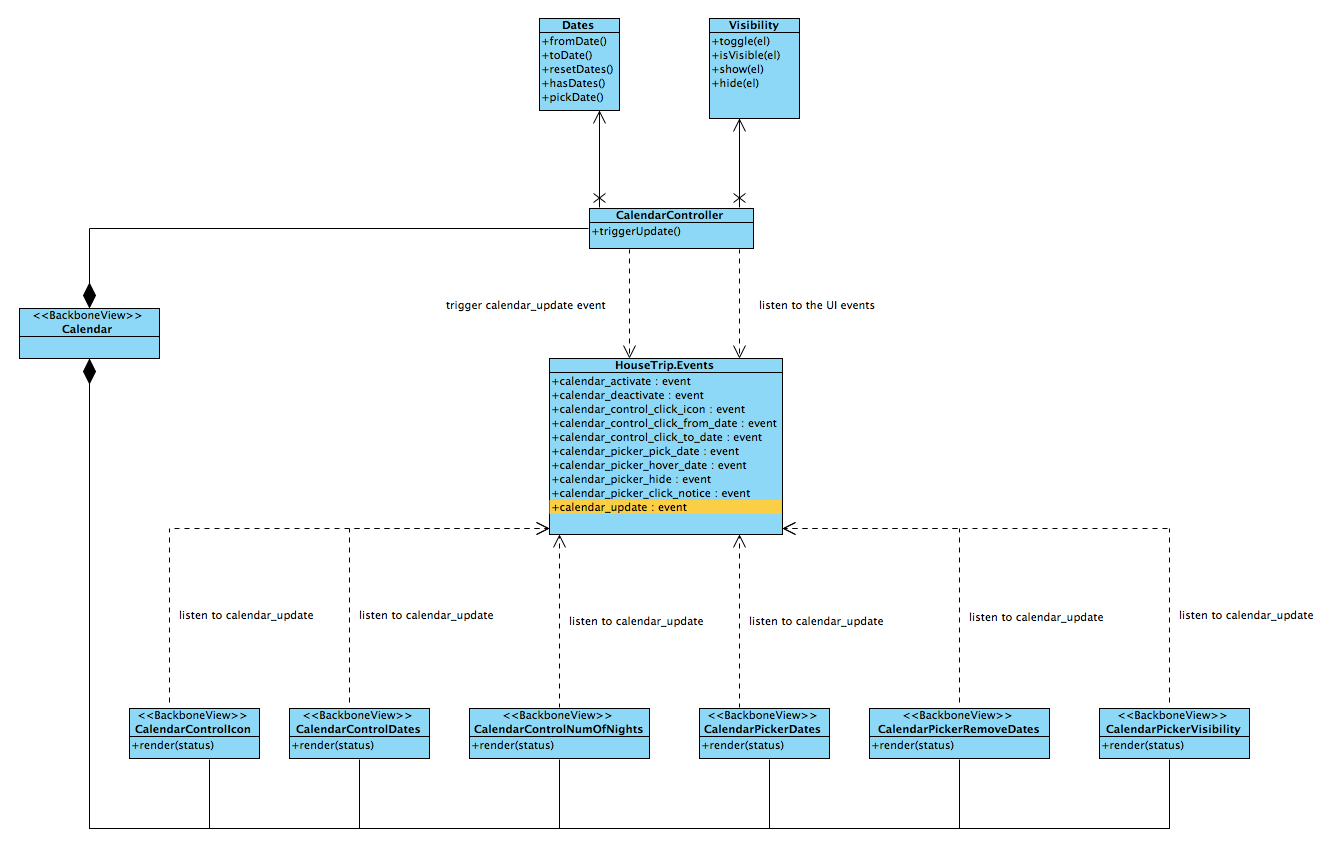 Dates
+fromDate()
+toDate()
+resetDates()
+hasDates()
+pickDate()
Visibility
+toggle(el)
+isVisible(el)
+show(el)
+hide(el)
CalendarController
+triggerUpdate()
trigger calendar_update event
listen to the UI events
<<BackboneView>>
Calendar
HouseTrip.Events
+calendar_activate : event
+calendar_deactivate : event
+calendar_control_click_icon : event
+calendar_control_click_from_date : event
+calendar_control_click_to_date : event
+calendar_picker_pick_date : event
+calendar_picker_hover_date : event
+calendar_picker_hide : event
+calendar_picker_click_notice : event
+calendar_update : event
listen to calendar_update
listen to calendar_update
listen to calendar_update
listen to calendar_update
listen to calendar_update
listen to calendar_update
<<BackboneView>>
CalendarControlIcon
+render(status)
<<BackboneView>>
CalendarControlDates
+render(status)
<<BackboneView>>
CalendarControlNumOfNights
+render(status)
<<BackboneView>>
CalendarPickerDates
+render(status)
<<BackboneView>>
CalendarPickerRemoveDates
+render(status)
<<BackboneView>>
CalendarPickerVisibility
+render(status)